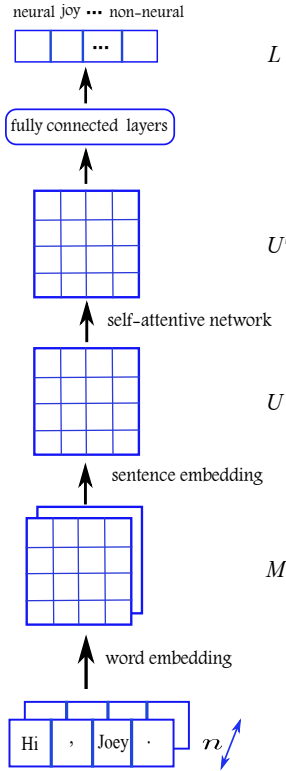 neural joy ... non-neural
...
L
fully connected layers
U'
self-attentive network
U
sentence embedding
M
word embedding
Hi , Joey .
n